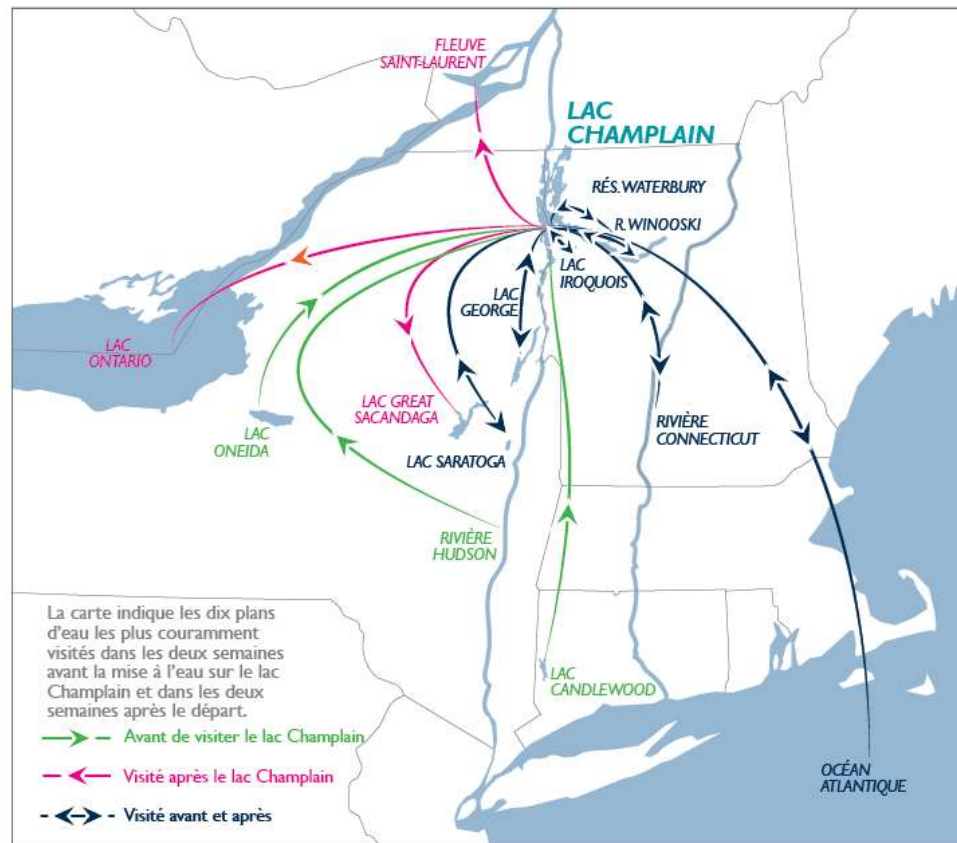 FLEUVE
SAINT-LAURENT
LAC
CHAMPLAIN
RÉS. WATERBURY
R. WINOOSKI
LAC
IROQUOIS
LAC
GEORGE
LAC
ONTARIO
LAC GREAT
SACANDAGA
LAC
ONEIDA
LAC SARATOGA
RIVIÈRE
CONNECTICUT
RIVIÈRE
HUDSON
LAC
CANDLEWOOD
OCÉAN
ATLANTIQUE
La carte indique les dix plans
d'eau les plus couramment
visités dans les deux semaines
avant la mise à l'eau sur le lac
Champlain et dans les deux
semaines après le départ.
Avant de visiter le lac Champlain
Visité après le lac Champlain
Visité avant et après